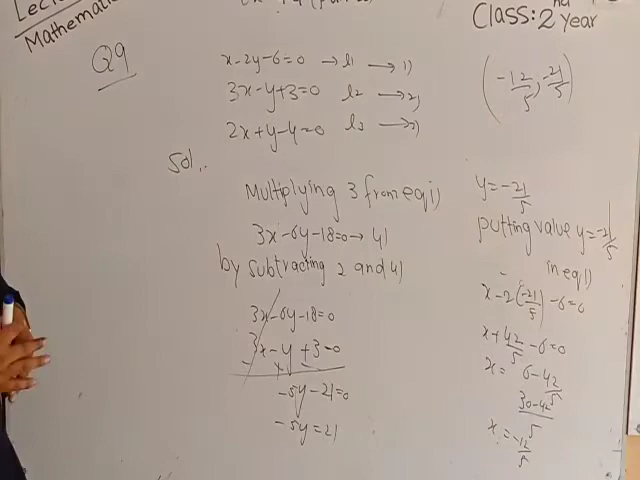 Mathema
Class: 2nd year
Q9
x-2y-6=0 → l1 → 1)
3x-y+3=0 l2 → 2)
2x+y-4=0 l3 → 3)
(-12/5, -21/5)
Sol..
Multiplying 3 from eq 1)
3x-6y-18=0 → 4)
by subtracting 2 and 4)
3x-6y-18=0
3x-y+3=0
-5y-21=0
-5y=21
y=-21/5
putting value y=-21/5
in eq 1)
x-2(-21/5)-6=0
x+42/5-6=0
x= 6-42/5
30-42/5
x=-12/5